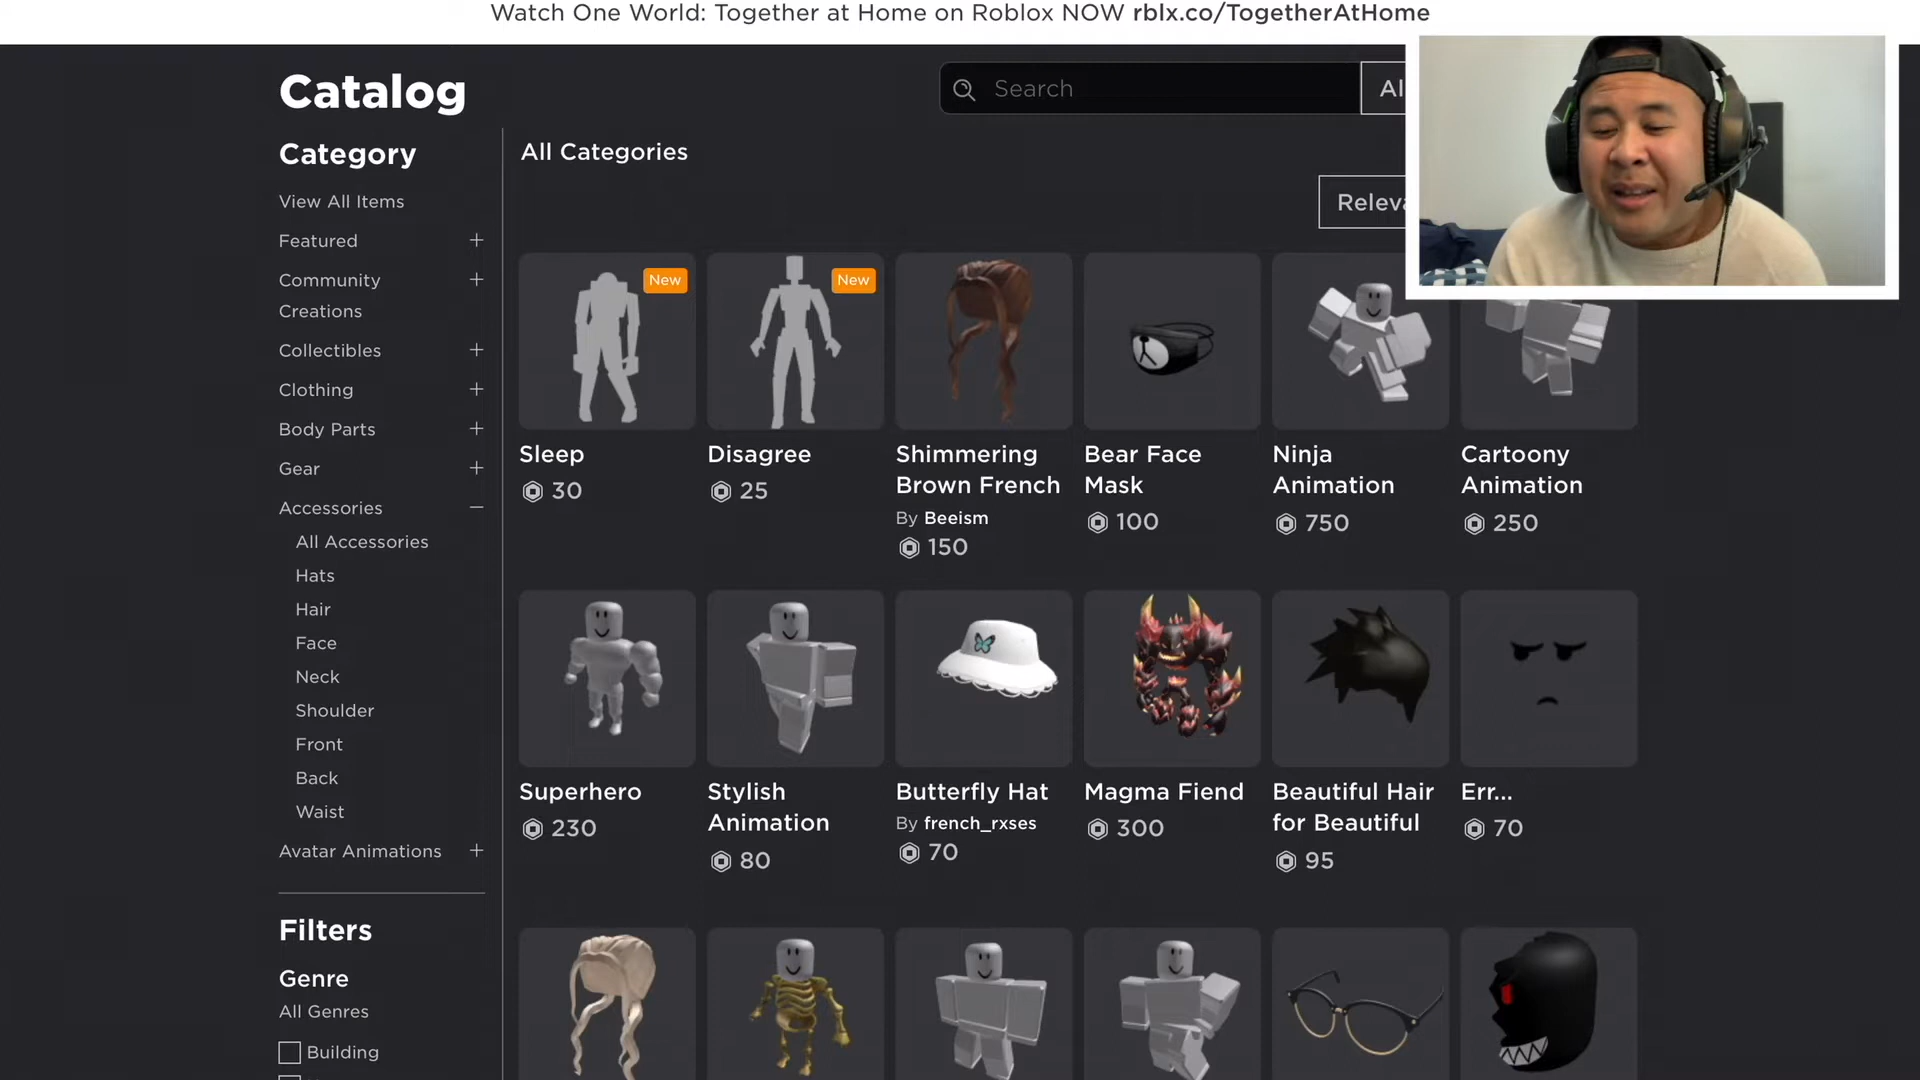 Watch One World: Together at Home on Roblox NOW rblx.co/TogetherAtHome
Catalog
Search
Al
Category
All Categories
Releva
View All Items
Featured
Community
Creations
Collectibles
Clothing
Body Parts
Gear
Accessories
All Accessories
Hats
Hair
Face
Neck
Shoulder
Front
Back
Waist
Avatar Animations
Filters
Genre
All Genres
Building
New
New
Sleep
30
Disagree
25
Shimmering
Brown French
By Beeism
150
Bear Face
Mask
100
Ninja
Animation
750
Cartoony
Animation
250
Superhero
230
Stylish
Animation
80
Butterfly Hat
By french_rxses
70
Magma Fiend
300
Beautiful Hair
for Beautiful
95
Err...
70